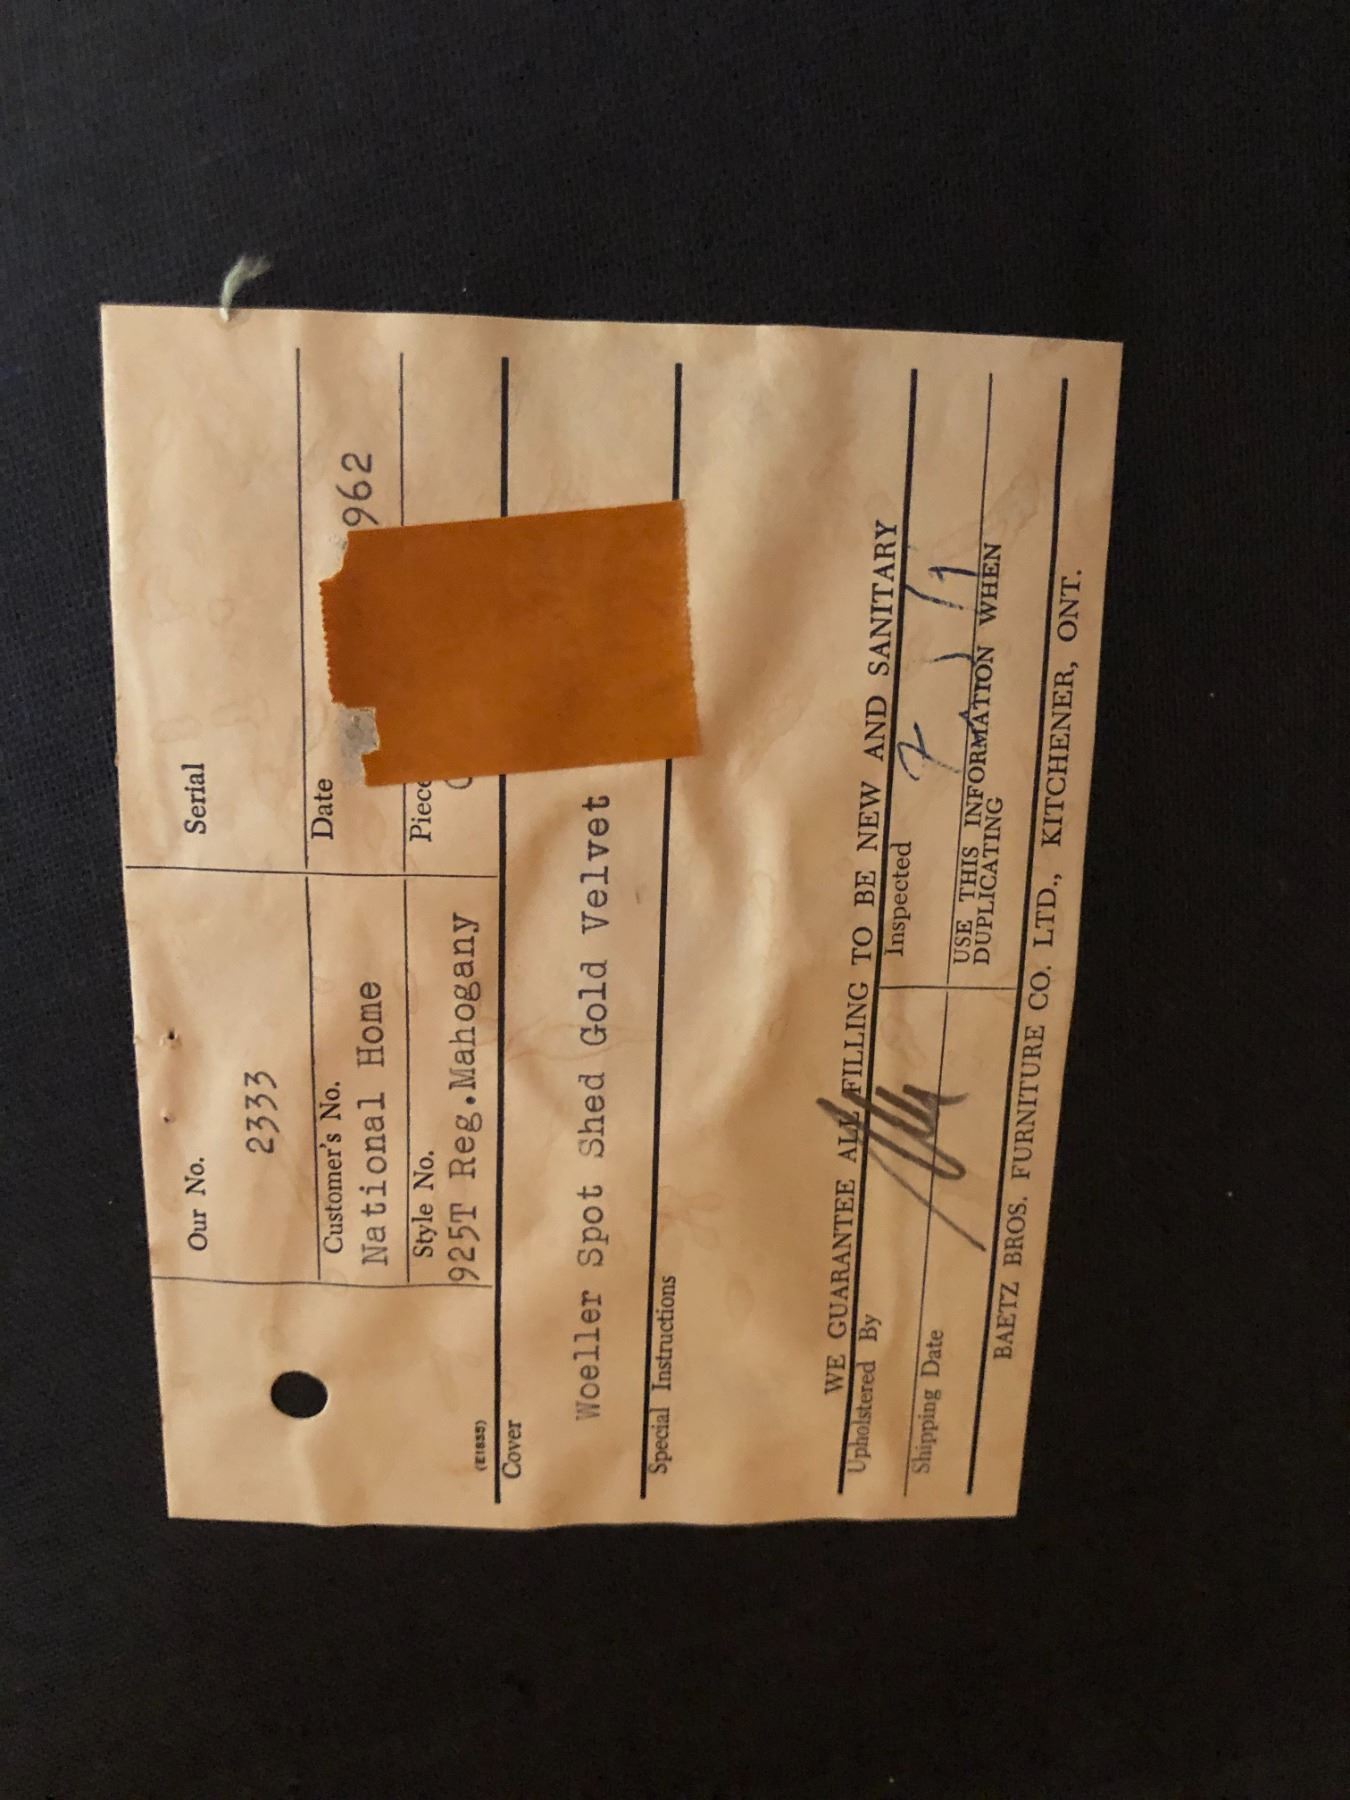 Our No.
2333
Serial
Customer's No.
National Home
Date
962
Style No.
925T Reg.Mahogany
Piece
(E1835)
Cover
Woeller Spot Shed Gold Velvet
Special Instructions
WE GUARANTEE ALL FILLING TO BE NEW AND SANITARY
Upholstered By
Inspected
Shipping Date
USE THIS INFORMATION WHEN
DUPLICATING
BAETZ BROS. FURNITURE CO. LTD., KITCHENER, ONT.